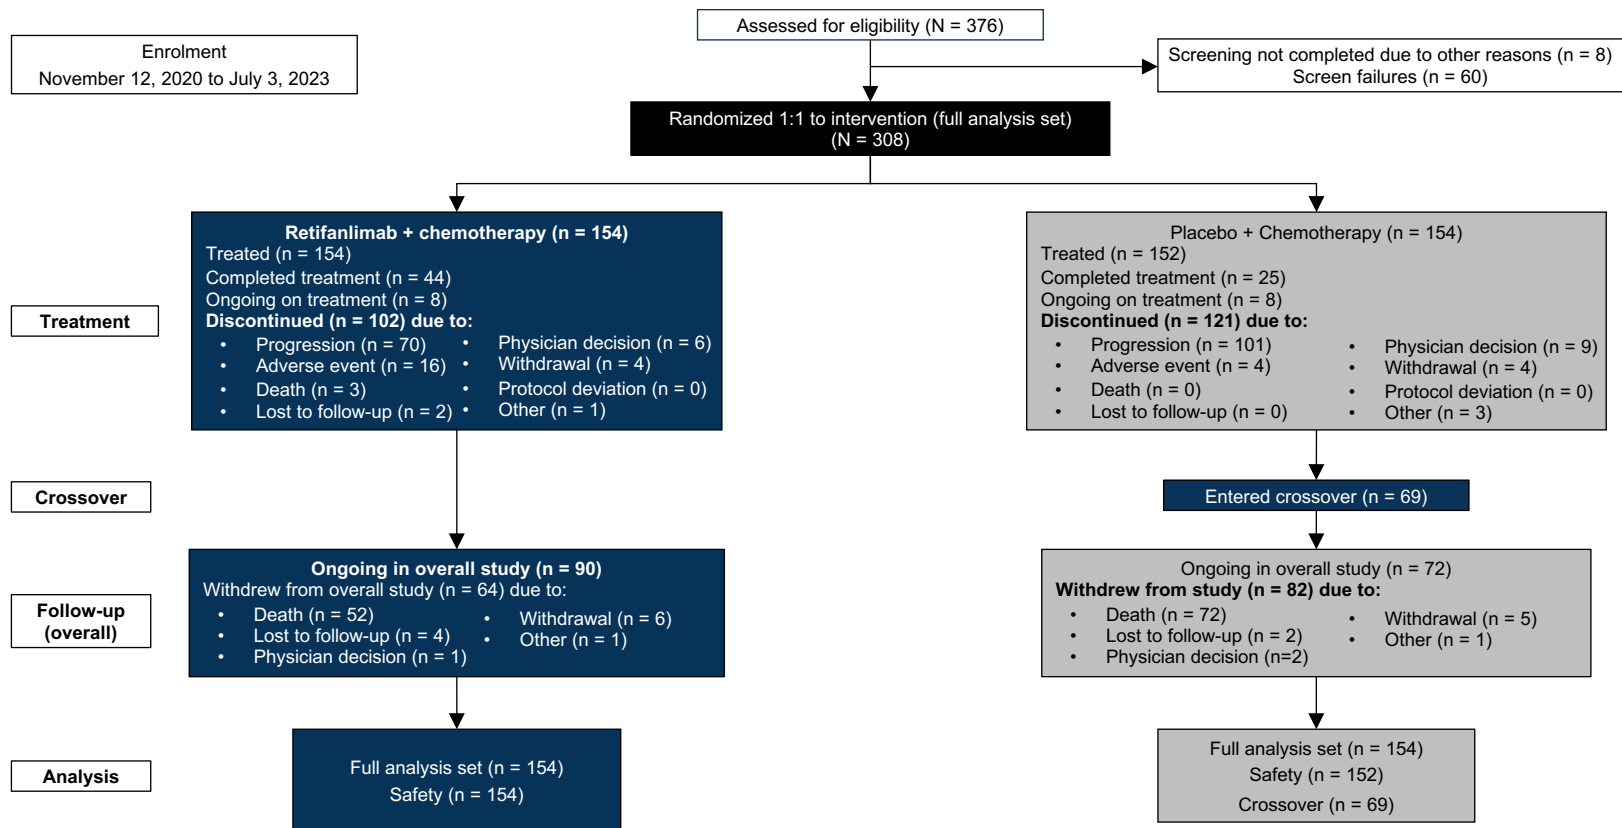 Assessed for eligibility (N = 376)
Enrolment
November 12, 2020 to July 3, 2023
Screening not completed due to other reasons (n = 8)
Screen failures (n = 60)
Randomized 1:1 to intervention (full analysis set)
(N = 308)
Treatment
Retifanlimab + chemotherapy (n = 154)
Treated (n = 154)
Completed treatment (n = 44)
Ongoing on treatment (n = 8)
Discontinued (n = 102) due to:
• Progression (n = 70)
• Adverse event (n = 16)
• Death (n = 3)
• Lost to follow-up (n = 2)
• Physician decision (n = 6)
• Withdrawal (n = 4)
• Protocol deviation (n = 0)
• Other (n = 1)
Placebo + Chemotherapy (n = 154)
Treated (n = 152)
Completed treatment (n = 25)
Ongoing on treatment (n = 8)
Discontinued (n = 121) due to:
• Progression (n = 101)
• Adverse event (n = 4)
• Death (n = 0)
• Lost to follow-up (n = 0)
• Physician decision (n = 9)
• Withdrawal (n = 4)
• Protocol deviation (n = 0)
• Other (n = 3)
Crossover
Entered crossover (n = 69)
Follow-up
(overall)
Ongoing in overall study (n = 90)
Withdrew from overall study (n = 64) due to:
• Death (n = 52)
• Lost to follow-up (n = 4)
• Physician decision (n = 1)
• Withdrawal (n = 6)
• Other (n = 1)
Ongoing in overall study (n = 72)
Withdrew from study (n = 82) due to:
• Death (n = 72)
• Lost to follow-up (n = 2)
• Physician decision (n=2)
• Withdrawal (n = 5)
• Other (n = 1)
Analysis
Full analysis set (n = 154)
Safety (n = 154)
Full analysis set (n = 154)
Safety (n = 152)
Crossover (n = 69)